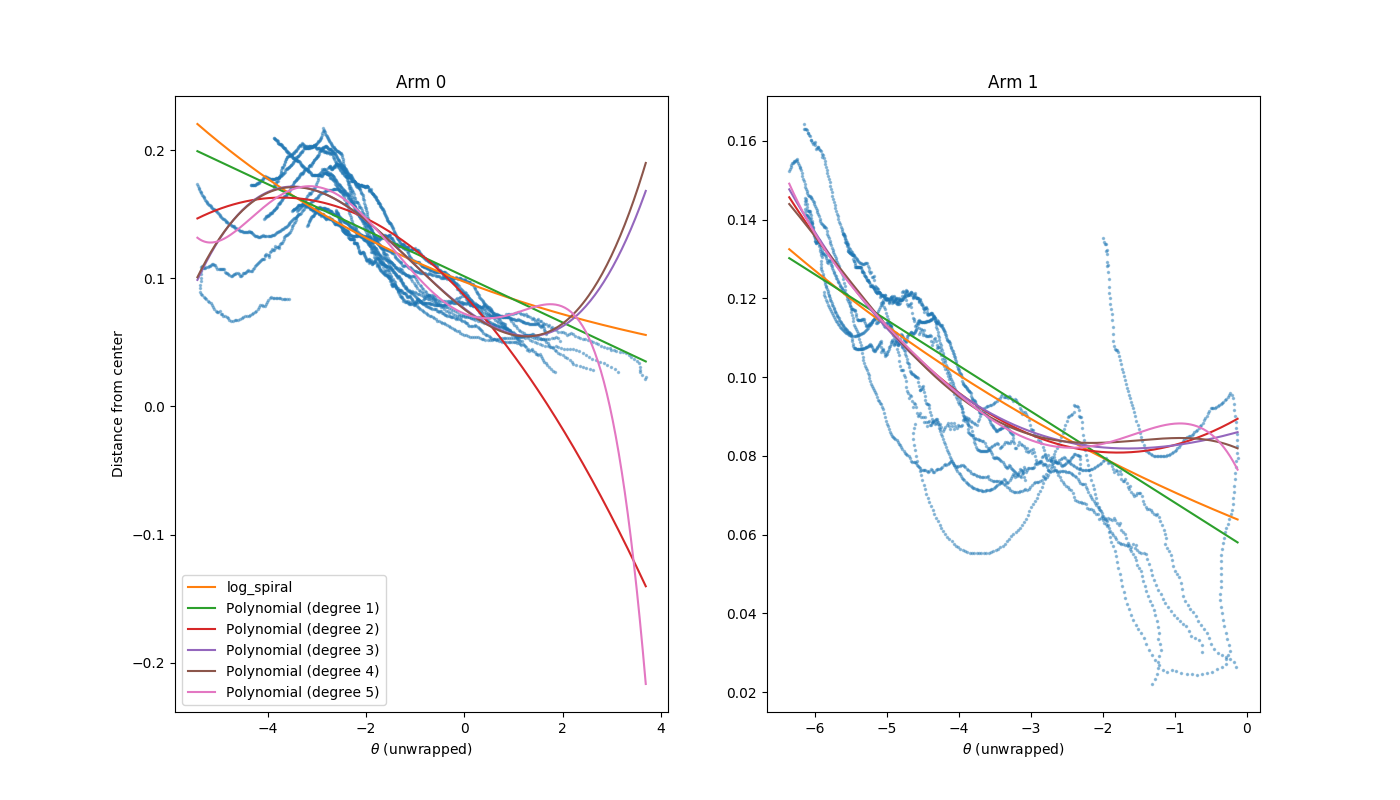 Arm 0
Arm 1
Distance from center
0.2
0.1
0.0
−0.1
−0.2
−4
−2
0
2
4
θ (unwrapped)
log_spiral
Polynomial (degree 1)
Polynomial (degree 2)
Polynomial (degree 3)
Polynomial (degree 4)
Polynomial (degree 5)
0.16
0.14
0.12
0.10
0.08
0.06
0.04
0.02
−6
−5
−4
−3
−2
−1
0
θ (unwrapped)